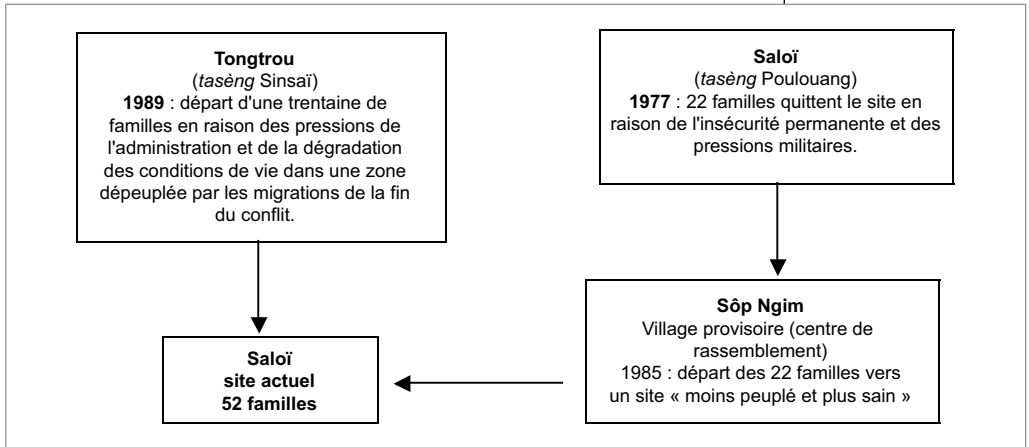 Tongtrou
(tasèng Sinsaï)
1989 : départ d'une trentaine de
familles en raison des pressions de
l'administration et de la dégradation
des conditions de vie dans une zone
dépeuplée par les migrations de la fin
du conflit.
Saloï
(tasèng Poulouang)
1977 : 22 familles quittent le site en
raison de l'insécurité permanente et des
pressions militaires.
Saloï
site actuel
52 familles
Sôp Ngim
Village provisoire (centre de
rassemblement)
1985 : départ des 22 familles vers
un site « moins peuplé et plus sain »